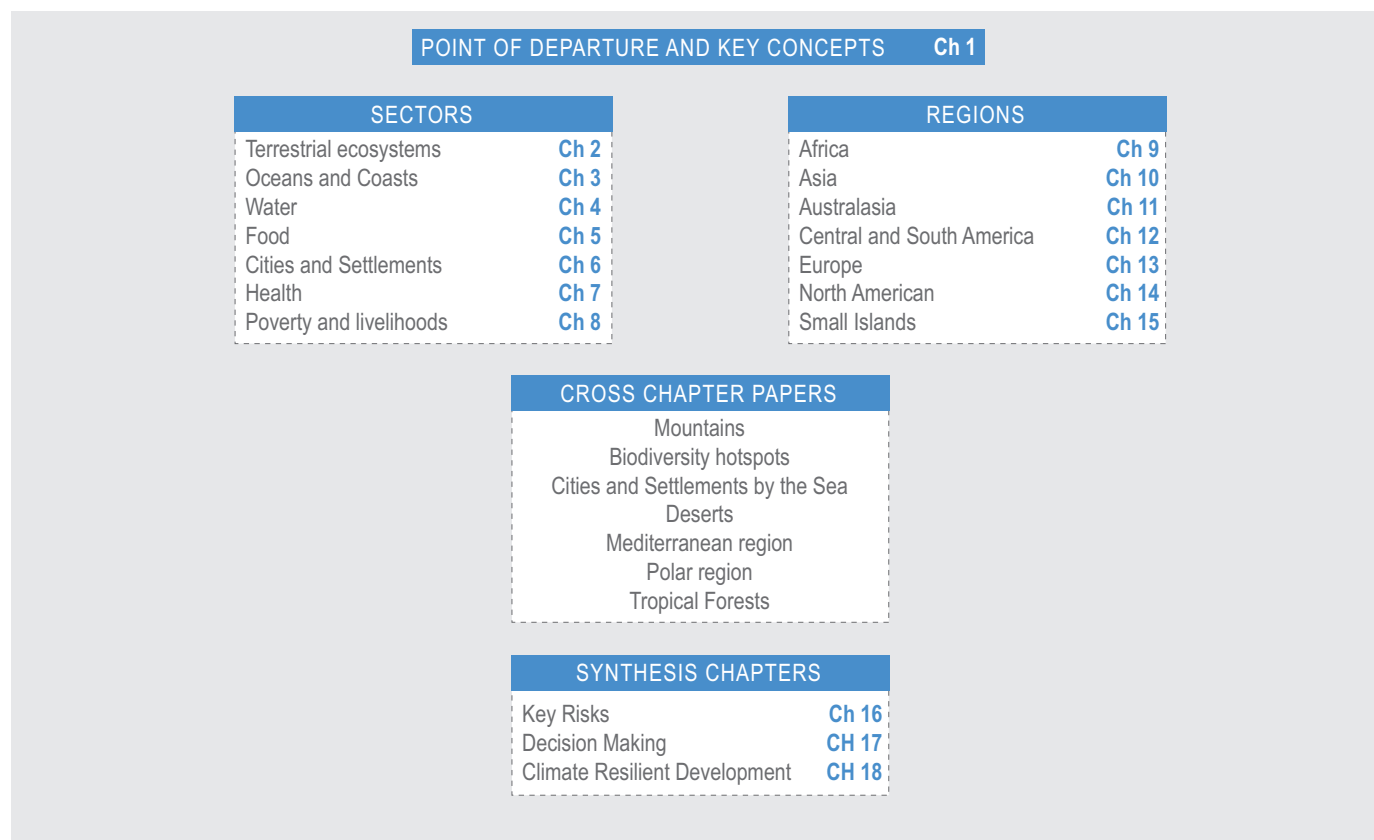 POINT OF DEPARTURE AND KEY CONCEPTS Ch 1
SECTORS
Terrestrial ecosystems Ch 2
Oceans and Coasts Ch 3
Water Ch 4
Food Ch 5
Cities and Settlements Ch 6
Health Ch 7
Poverty and livelihoods Ch 8
REGIONS
Africa Ch 9
Asia Ch 10
Australasia Ch 11
Central and South America Ch 12
Europe Ch 13
North American Ch 14
Small Islands Ch 15
CROSS CHAPTER PAPERS
Mountains
Biodiversity hotspots
Cities and Settlements by the Sea
Deserts
Mediterranean region
Polar region
Tropical Forests
SYNTHESIS CHAPTERS
Key Risks Ch 16
Decision Making CH 17
Climate Resilient Development CH 18